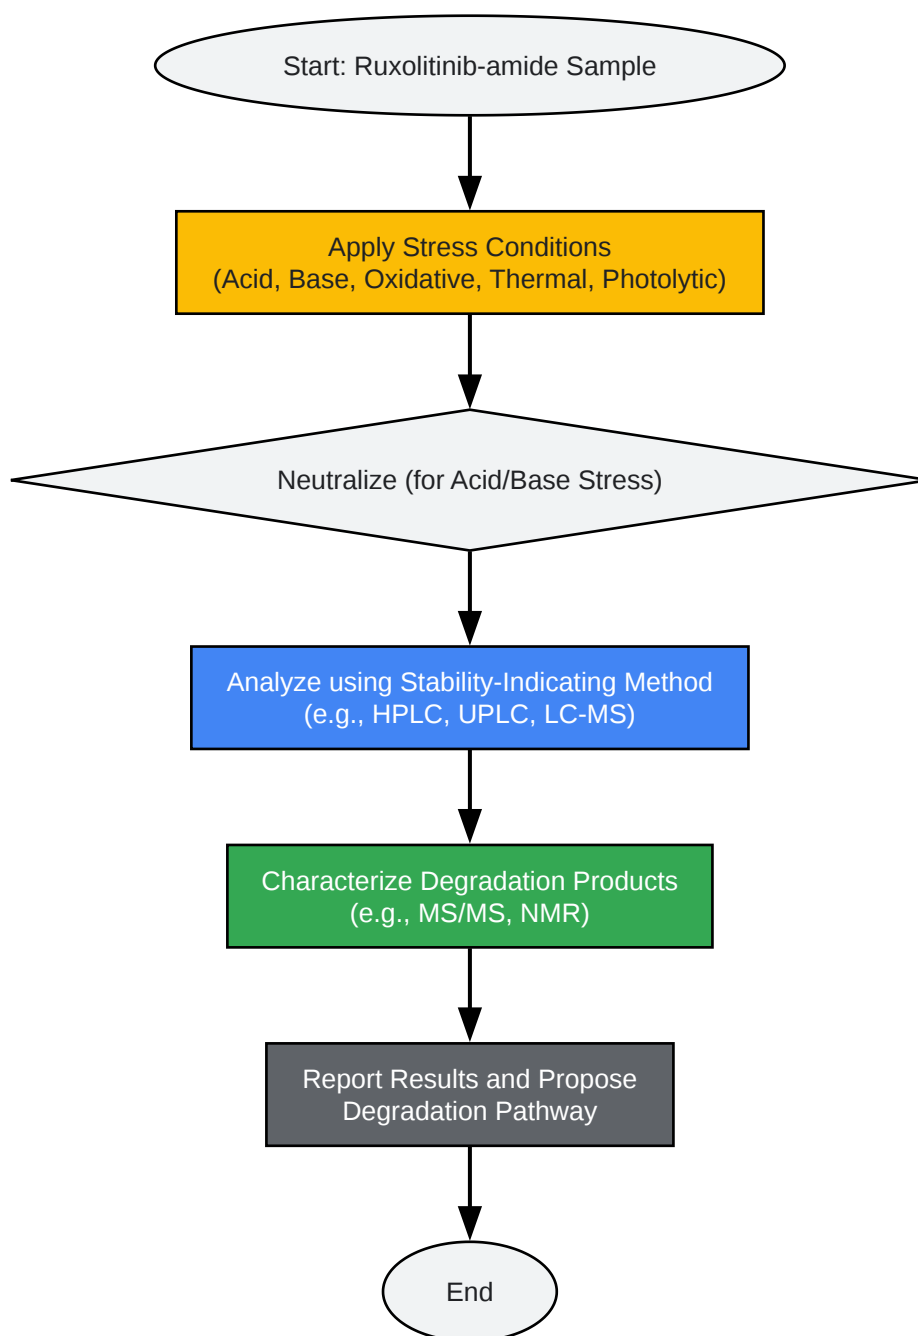 Start: Ruxolitinib-amide Sample
Apply Stress Conditions
(Acid, Base, Oxidative, Thermal, Photolytic)
Neutralize (for Acid/Base Stress)
Analyze using Stability-Indicating Method
(e.g., HPLC, UPLC, LC-MS)
Characterize Degradation Products
(e.g., MS/MS, NMR)
Report Results and Propose
Degradation Pathway
End